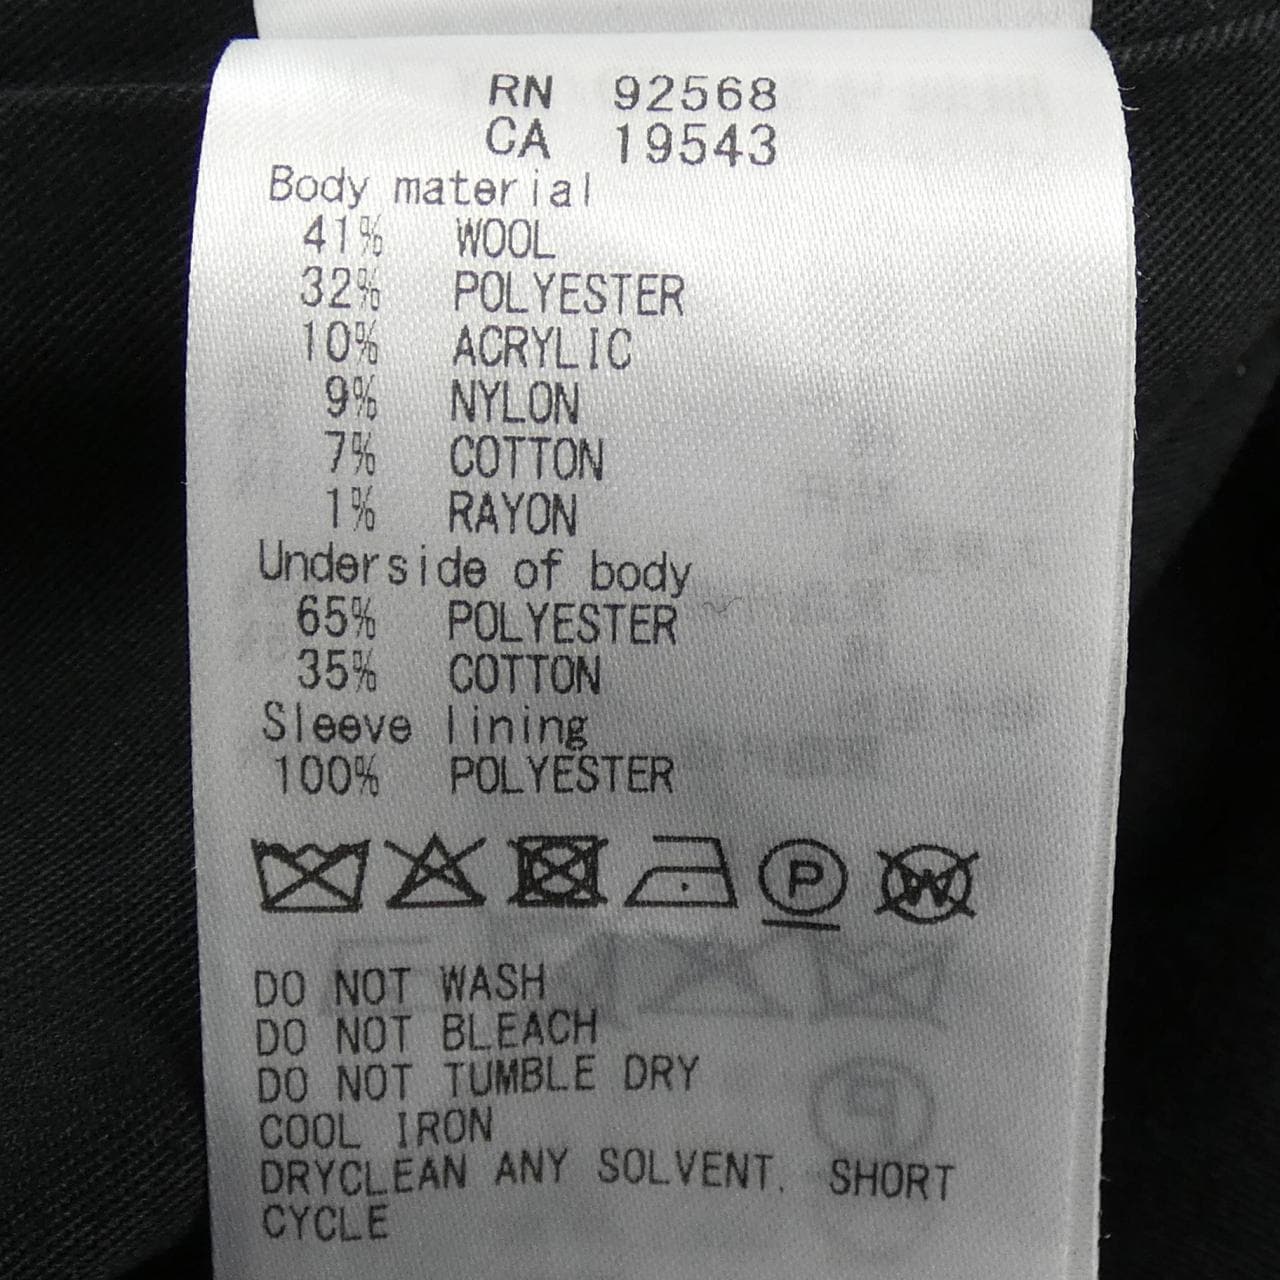 RN 92568
CA 19543
Body material
41% WOOL
32% POLYESTER
10% ACRYLIC
9% NYLON
7% COTTON
1% RAYON
Underside of body
65% POLYESTER
35% COTTON
Sleeve lining
100% POLYESTER
P W
DO NOT WASH
DO NOT BLEACH
DO NOT TUMBLE DRY
COOL IRON
DRYCLEAN ANY SOLVENT. SHORT
CYCLE